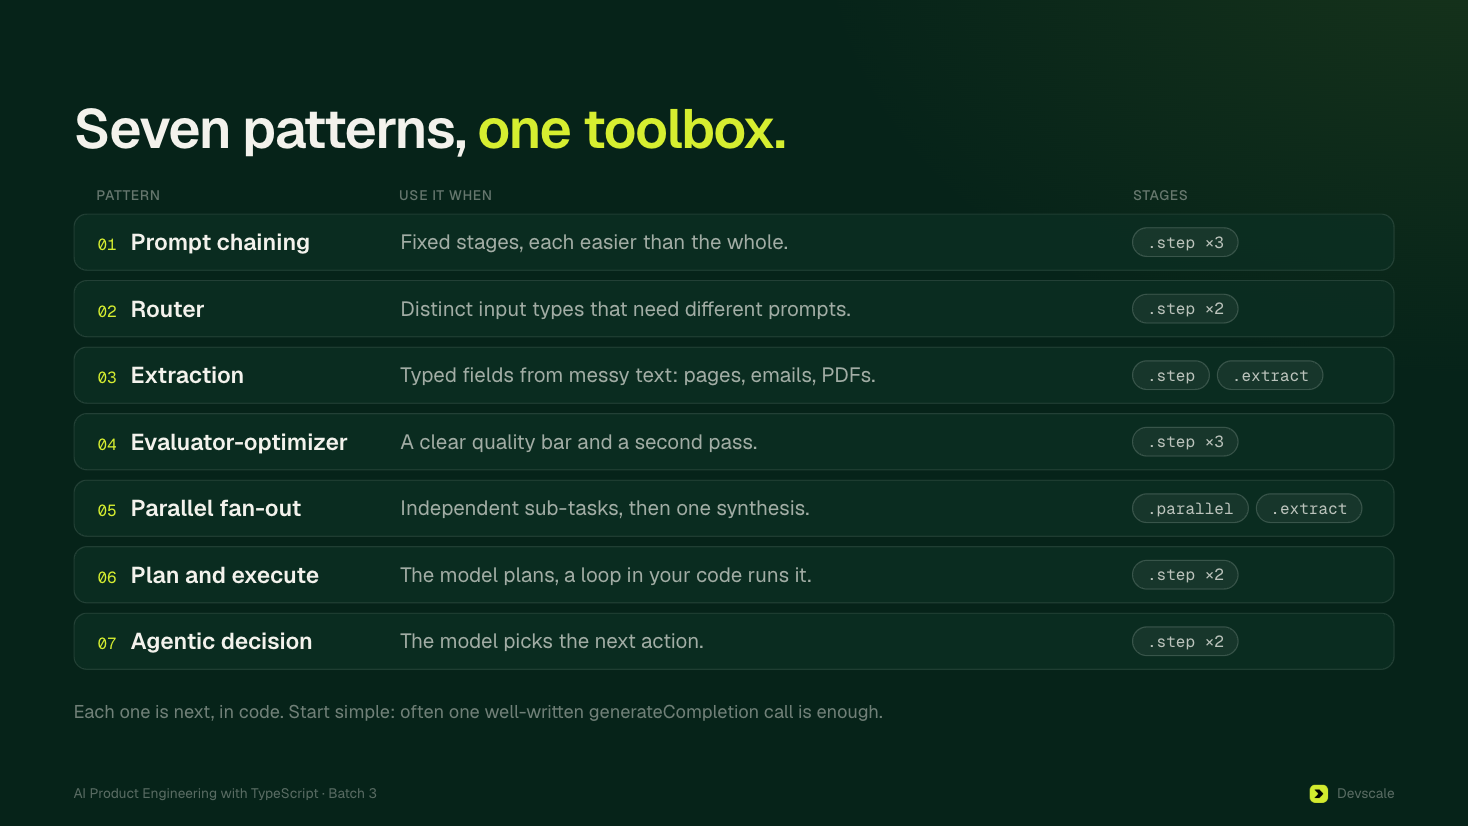 Seven patterns, one toolbox.
PATTERN USE IT WHEN STAGES
01 Prompt chaining Fixed stages, each easier than the whole. .step ×3
02 Router Distinct input types that need different prompts. .step ×2
03 Extraction Typed fields from messy text: pages, emails, PDFs. .step .extract
04 Evaluator-optimizer A clear quality bar and a second pass. .step ×3
05 Parallel fan-out Independent sub-tasks, then one synthesis. .parallel .extract
06 Plan and execute The model plans, a loop in your code runs it. .step ×2
07 Agentic decision The model picks the next action. .step ×2
Each one is next, in code. Start simple: often one well-written generateCompletion call is enough.
AI Product Engineering with TypeScript · Batch 3 Devscale